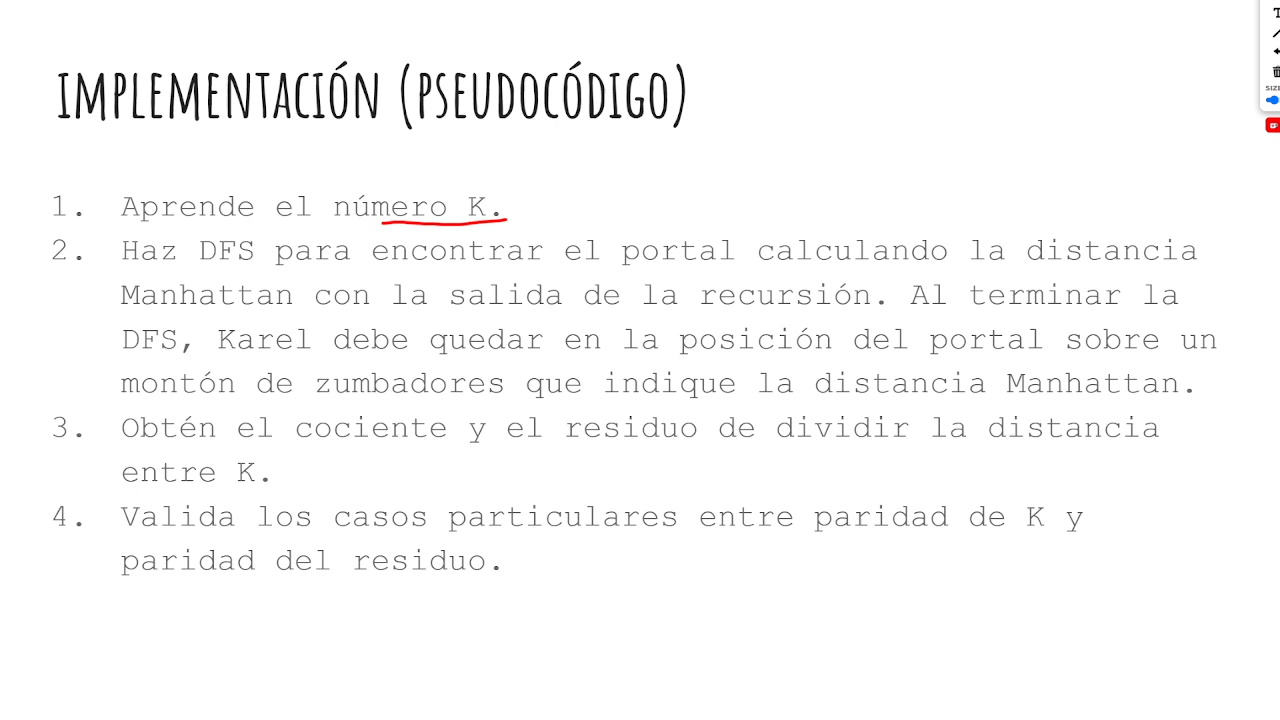 IMPLEMENTACIÓN (PSEUDOCÓDIGO)
1. Aprende el número K.
2. Haz DFS para encontrar el portal calculando la distancia
Manhattan con la salida de la recursión. Al terminar la
DFS, Karel debe quedar en la posición del portal sobre un
montón de zumbadores que indique la distancia Manhattan.
3. Obtén el cociente y el residuo de dividir la distancia
entre K.
4. Valida los casos particulares entre paridad de K y
paridad del residuo.
SIZE